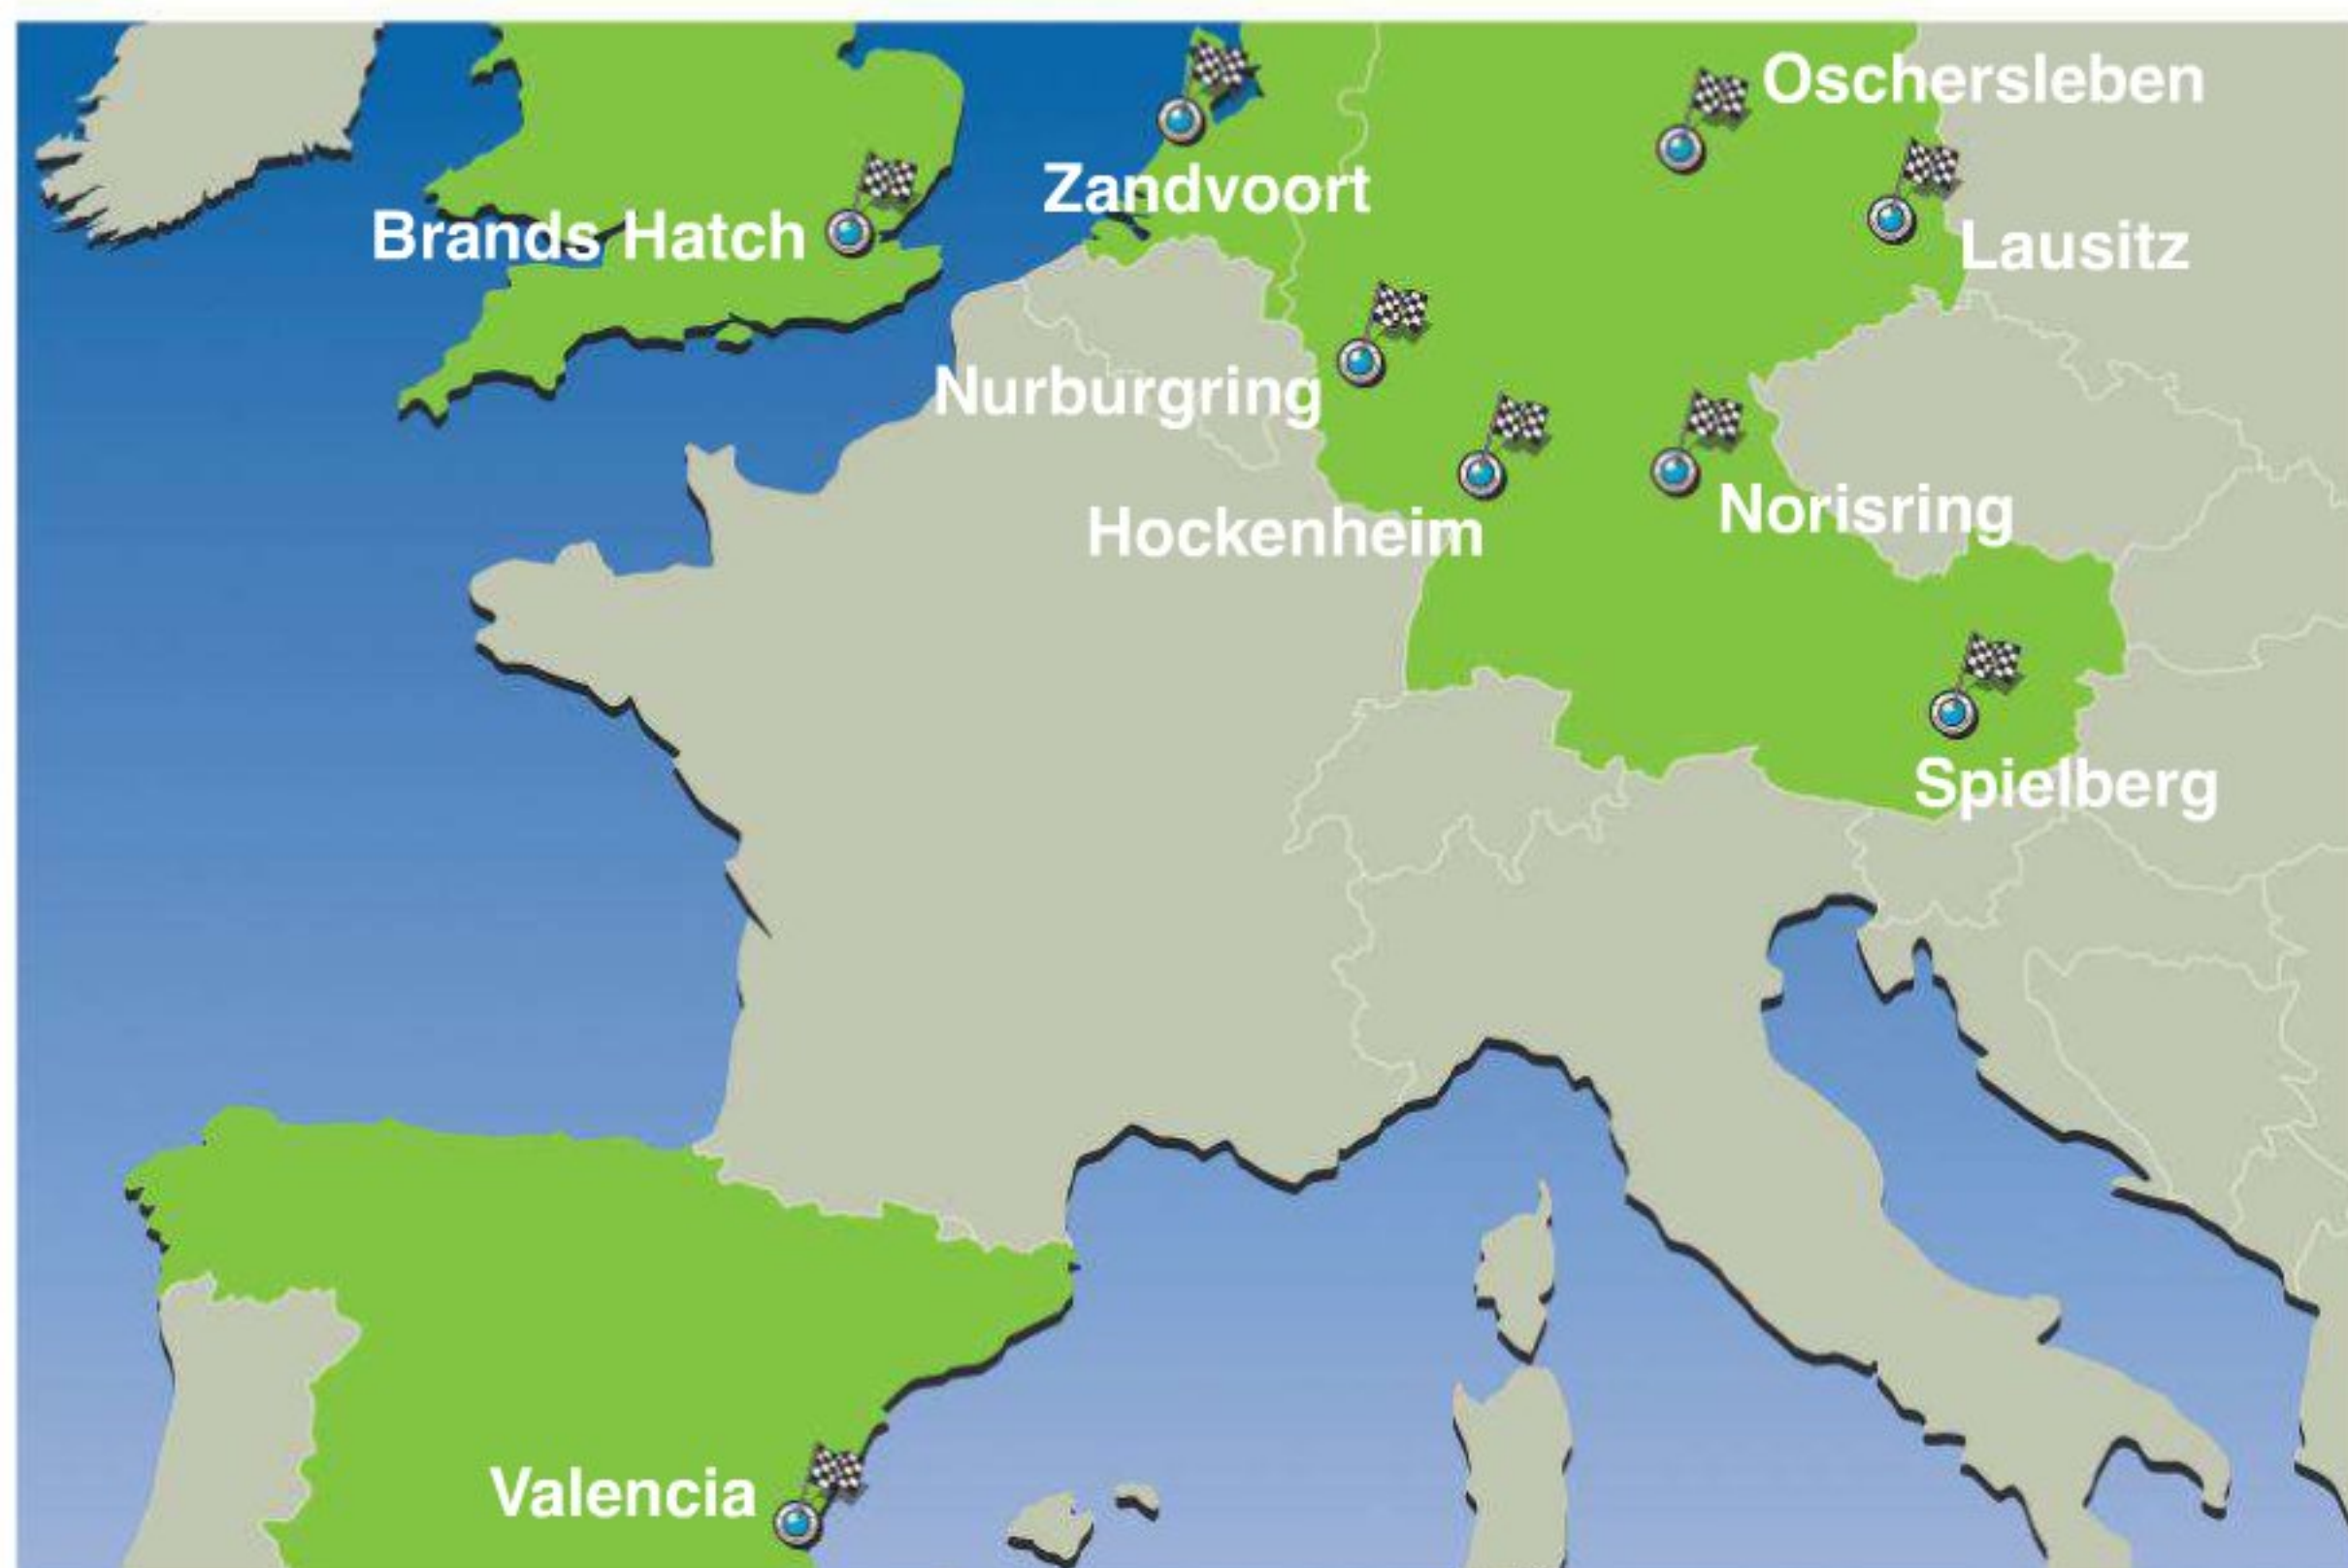 Oschersleben
Zandvoort
Brands Hatch
Lausitz
Nurburgring
Norisring
Hockenheim
Spielberg
Valencia